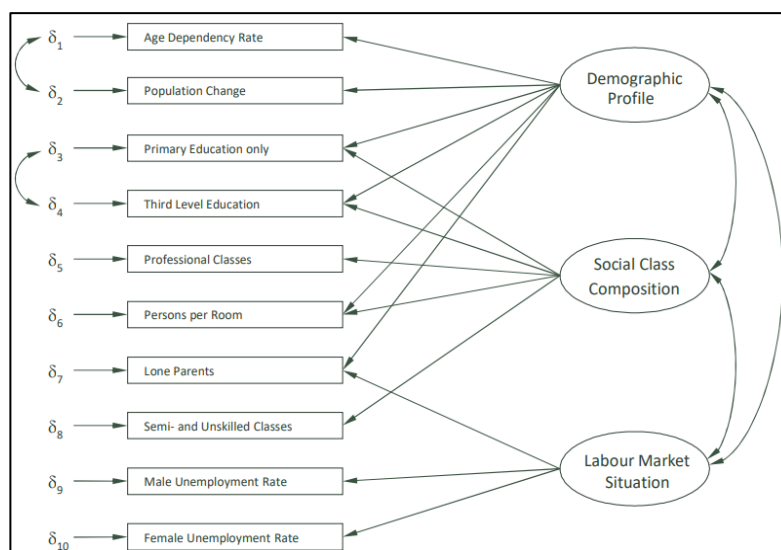 δ1 Age Dependency Rate
δ2 Population Change
δ3 Primary Education only
δ4 Third Level Education
δ5 Professional Classes
δ6 Persons per Room
δ7 Lone Parents
δ8 Semi- and Unskilled Classes
δ9 Male Unemployment Rate
δ10 Female Unemployment Rate
Demographic
Profile
Social Class
Composition
Labour Market
Situation